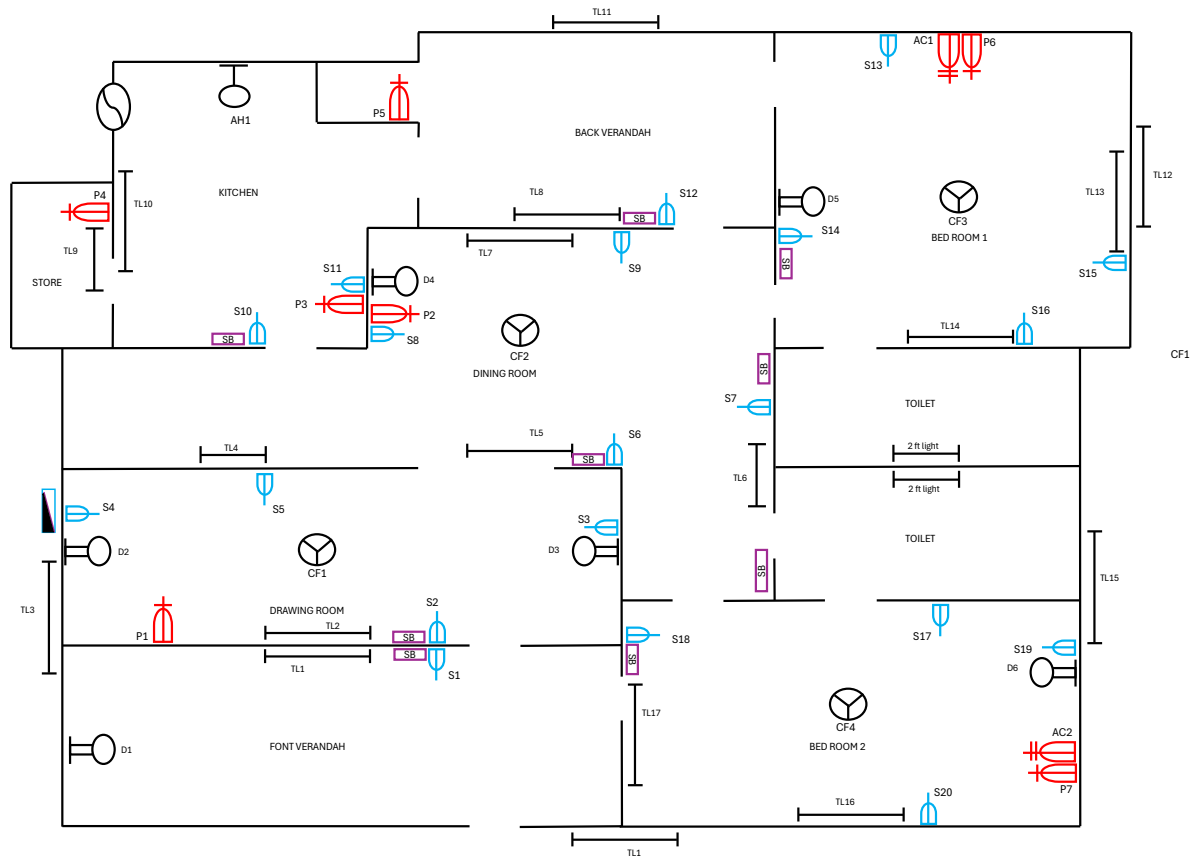 TL11
AC1
P6
S13
P5
AH1
BACK VERANDAH
TL12
P4
TL10
KITCHEN
TL8
S12
SB
D5
TL13
CF3
BED ROOM 1
S14
TL9
TL7
S9
SB
S15
STORE
S11
D4
P3
P2
S8
S10
SB
CF2
DINING ROOM
TL14
S16
CF1
SB
S7
TOILET
TL4
TL5
S6
SB
2 ft light
TL6
2 ft light
S5
S4
S3
D2
D3
TOILET
CF1
SB
TL15
TL3
DRAWING ROOM
S2
P1
TL2
SB
SB
S1
TL1
S18
SB
S17
S19
D6
TL17
CF4
BED ROOM 2
FONT VERANDAH
D1
AC2
P7
TL16
S20
TL1